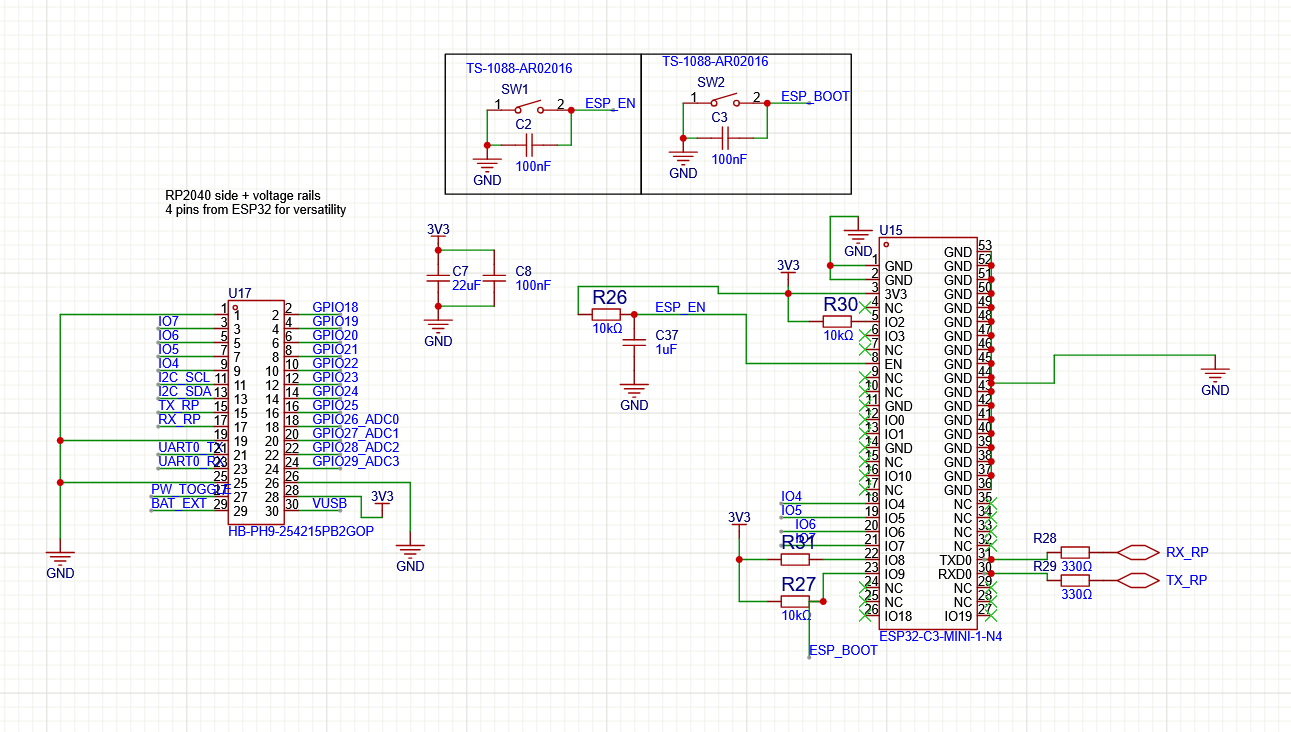 TS-1088-AR02016
SW1
1
2
ESP_EN
C2
100nF
GND
TS-1088-AR02016
SW2
1
2
ESP_BOOT
C3
100nF
GND
RP2040 side + voltage rails
4 pins from ESP32 for versatility
3V3
C7
22uF
C8
100nF
GND
U17
1 1 2 2 GPIO18
IO7 3 3 4 4 GPIO19
IO6 5 5 6 6 GPIO20
IO5 7 7 8 8 GPIO21
IO4 9 9 10 10 GPIO22
I2C_SCL 11 11 12 12 GPIO23
I2C_SDA 13 13 14 14 GPIO24
TX_RP 15 15 16 16 GPIO25
RX_RP 17 17 18 18 GPIO26_ADC0
19 19 20 20 GPIO27_ADC1
UART0_TX 21 21 22 22 GPIO28_ADC2
UART0_RX 23 23 24 24 GPIO29_ADC3
25 25 26 26
PW_TOGGLE 27 27 28 28 3V3
BAT_EXT 29 29 30 30 VUSB
HB-PH9-254215PB2GOP
GND
GND
3V3
R26
10kΩ
ESP_EN
C37
1uF
GND
R30
10kΩ
GND
U15
GND 53
1 GND GND 52
2 GND GND 51
3 3V3 GND 50
4 NC GND 49
5 IO2 GND 48
6 IO3 GND 47
7 NC GND 46
8 EN GND 45
9 NC GND 44
10 NC GND 43
11 GND GND 42
12 IO0 GND 41
13 IO1 GND 40
14 GND GND 39
15 NC GND 38
16 IO10 GND 37
17 NC GND 36
IO4 18 IO4 NC 35
IO5 19 IO5 NC 34
IO6 20 IO6 NC 33
IO7 21 IO7 NC 32
22 IO8 TXD0 31
23 IO9 RXD0 30
24 NC NC 29
25 NC NC 28
26 IO18 IO19 27
ESP32-C3-MINI-1-N4
GND
3V3
R31
R27
10kΩ
ESP_BOOT
R28
330Ω
RX_RP
R29
330Ω
TX_RP